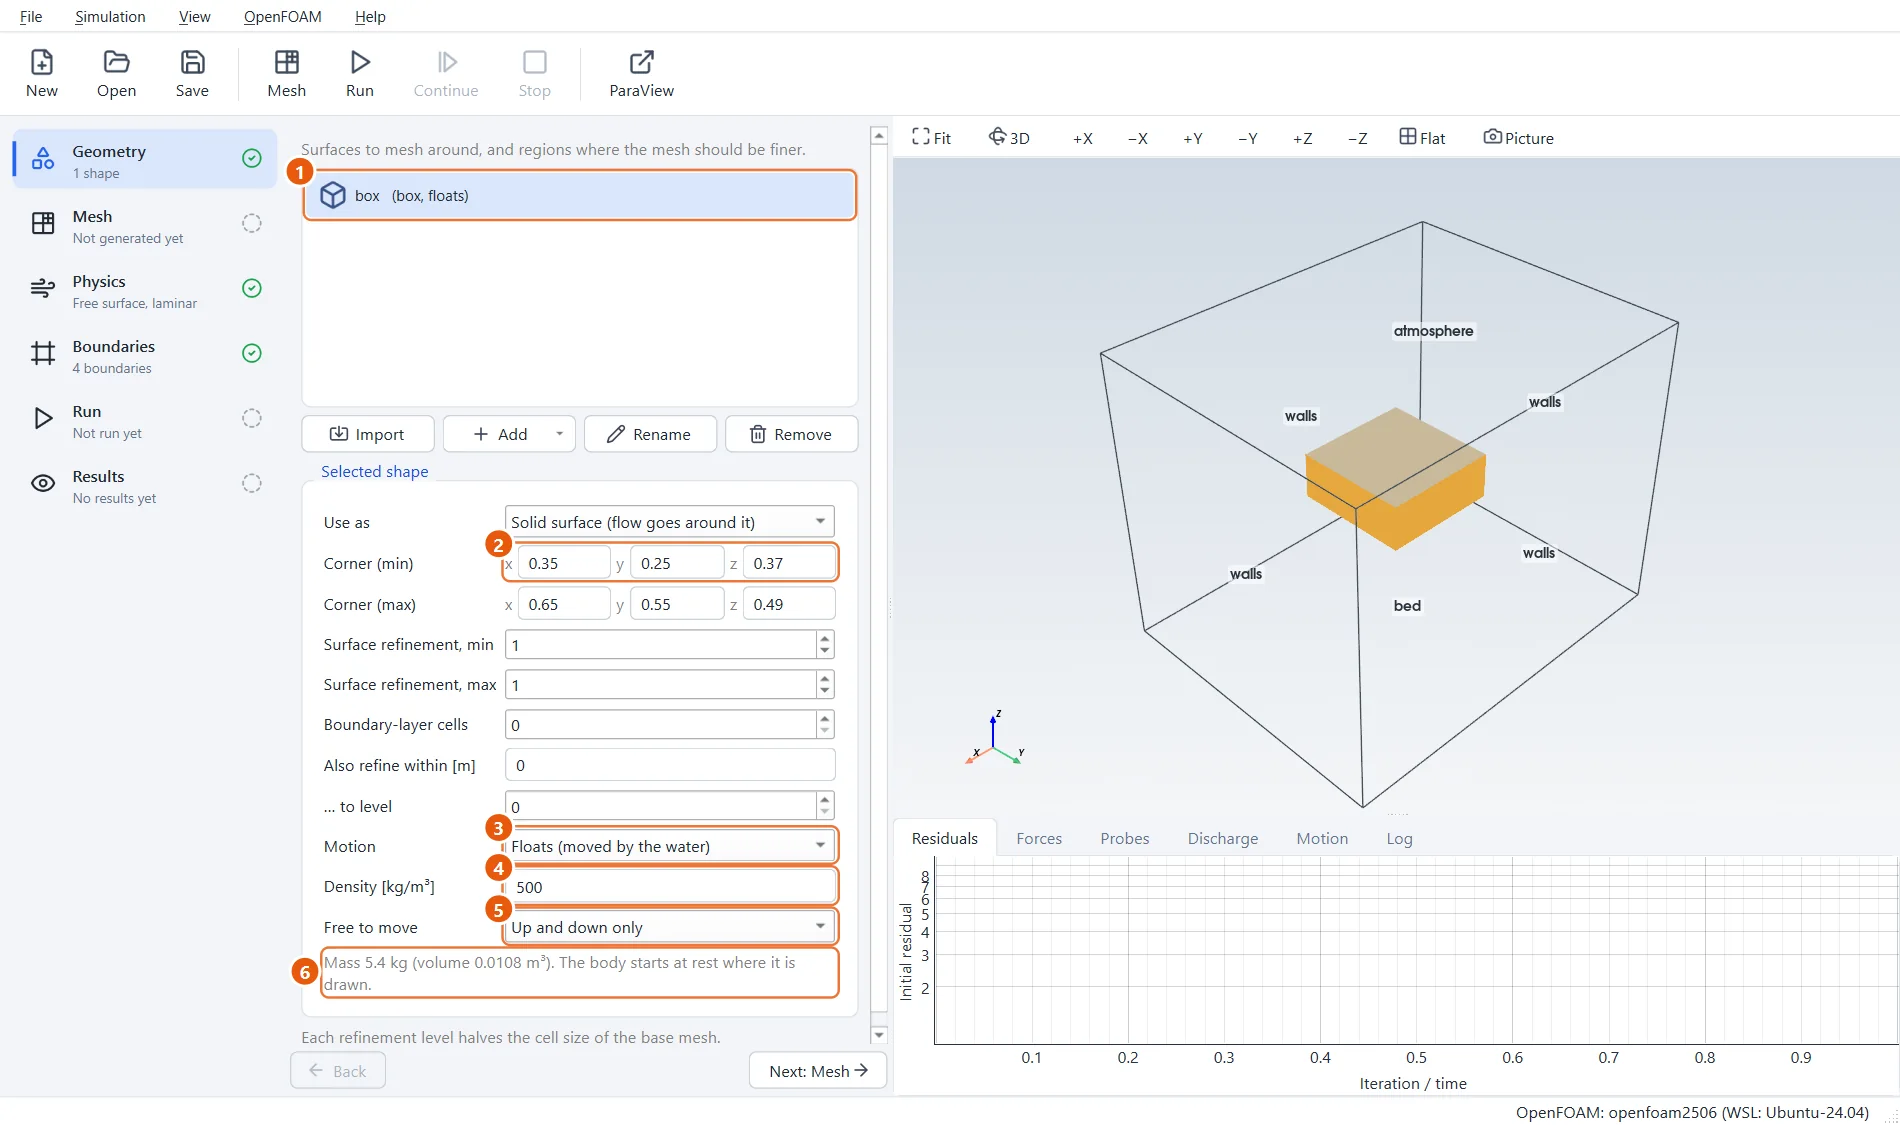 File Simulation View OpenFOAM Help
New Open Save Mesh Run Continue Stop ParaView
Geometry
1 shape
Mesh
Not generated yet
Physics
Free surface, laminar
Boundaries
4 boundaries
Run
Not run yet
Results
No results yet
Surfaces to mesh around, and regions where the mesh should be finer.
1
box (box, floats)
Import Add Rename Remove
Selected shape
Use as Solid surface (flow goes around it)
2
Corner (min) x 0.35 y 0.25 z 0.37
Corner (max) x 0.65 y 0.55 z 0.49
Surface refinement, min 1
Surface refinement, max 1
Boundary-layer cells 0
Also refine within [m] 0
... to level 0
3
Motion Floats (moved by the water)
4
Density [kg/m³] 500
5
Free to move Up and down only
6
Mass 5.4 kg (volume 0.0108 m³). The body starts at rest where it is
drawn.
Each refinement level halves the cell size of the base mesh.
Back Next: Mesh
Fit 3D +X −X +Y −Y +Z −Z Flat Picture
atmosphere
walls
walls
walls
walls
bed
Z
X Y
Residuals Forces Probes Discharge Motion Log
Initial residual
8
7
6
5
4
3
2
0.1 0.2 0.3 0.4 0.5 0.6 0.7 0.8 0.9
Iteration / time
OpenFOAM: openfoam2506 (WSL: Ubuntu-24.04)